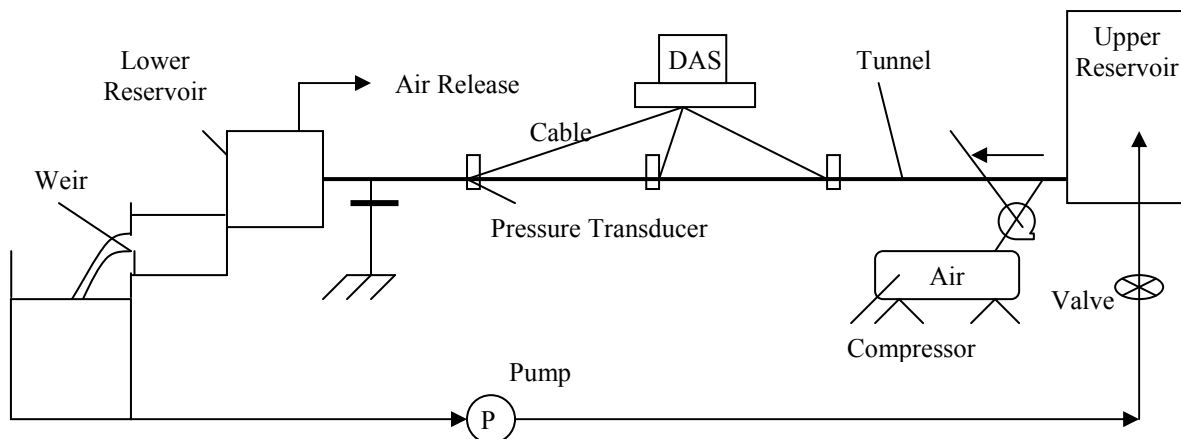 Lower
Reservoir
Air Release
DAS
Tunnel
Upper
Reservoir
Cable
Weir
Pressure Transducer
Air
Valve
Compressor
Pump
P